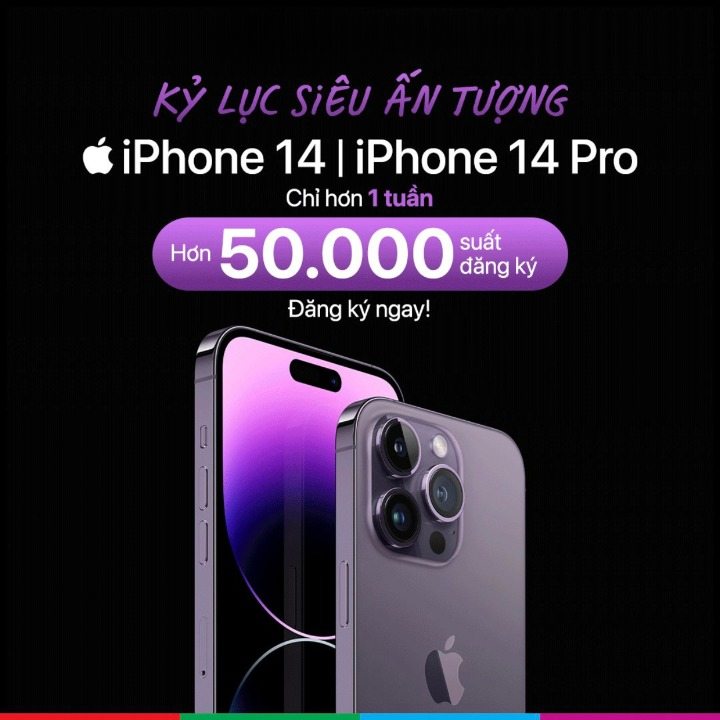 KỶ LỤC SIÊU ẤN TƯỢNG
iPhone 14 | iPhone 14 Pro
Chỉ hơn 1 tuần
Hơn 50.000 suất đăng ký
Đăng ký ngay!